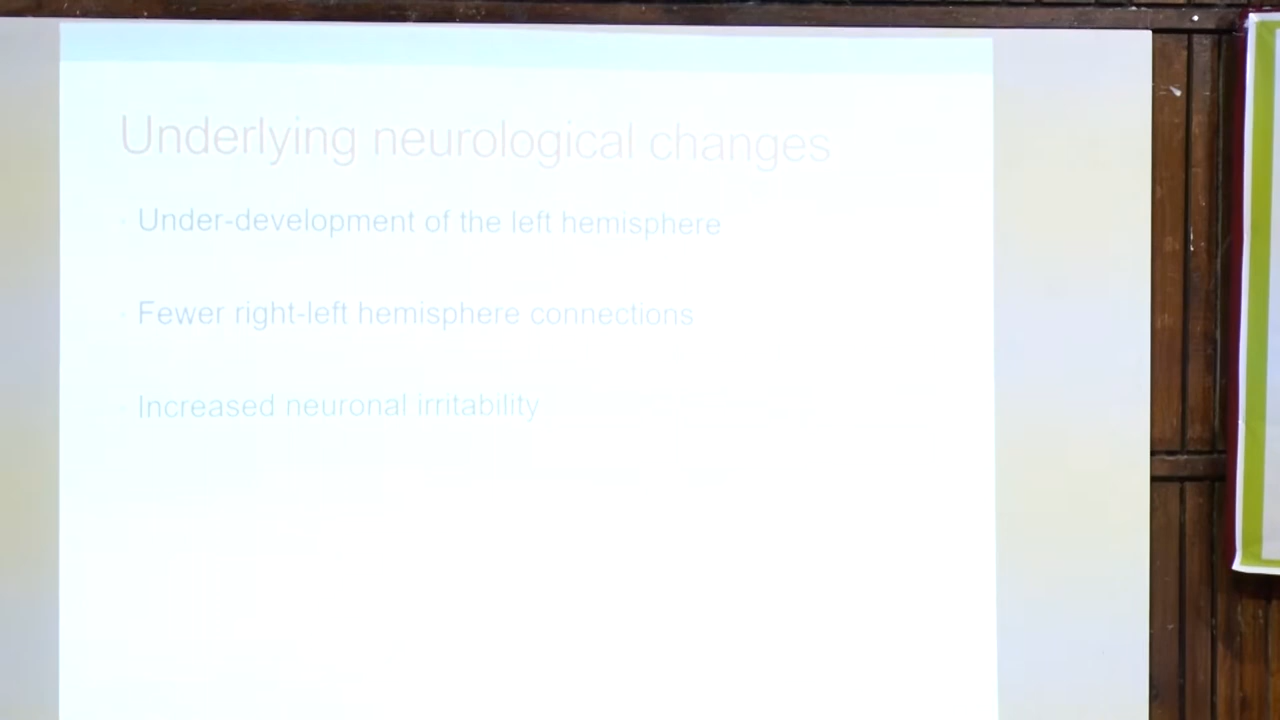 Underlying neurological changes
Under-development of the left hemisphere
Fewer right-left hemisphere connections
Increased neuronal irritability